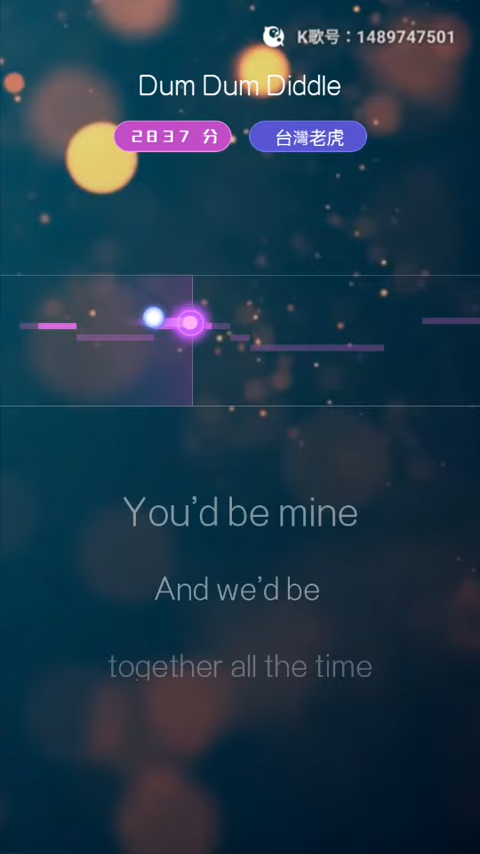 K歌号：1489747501
Dum Dum Diddle
2837 分
台灣老虎
You'd be mine
And we'd be
together all the time